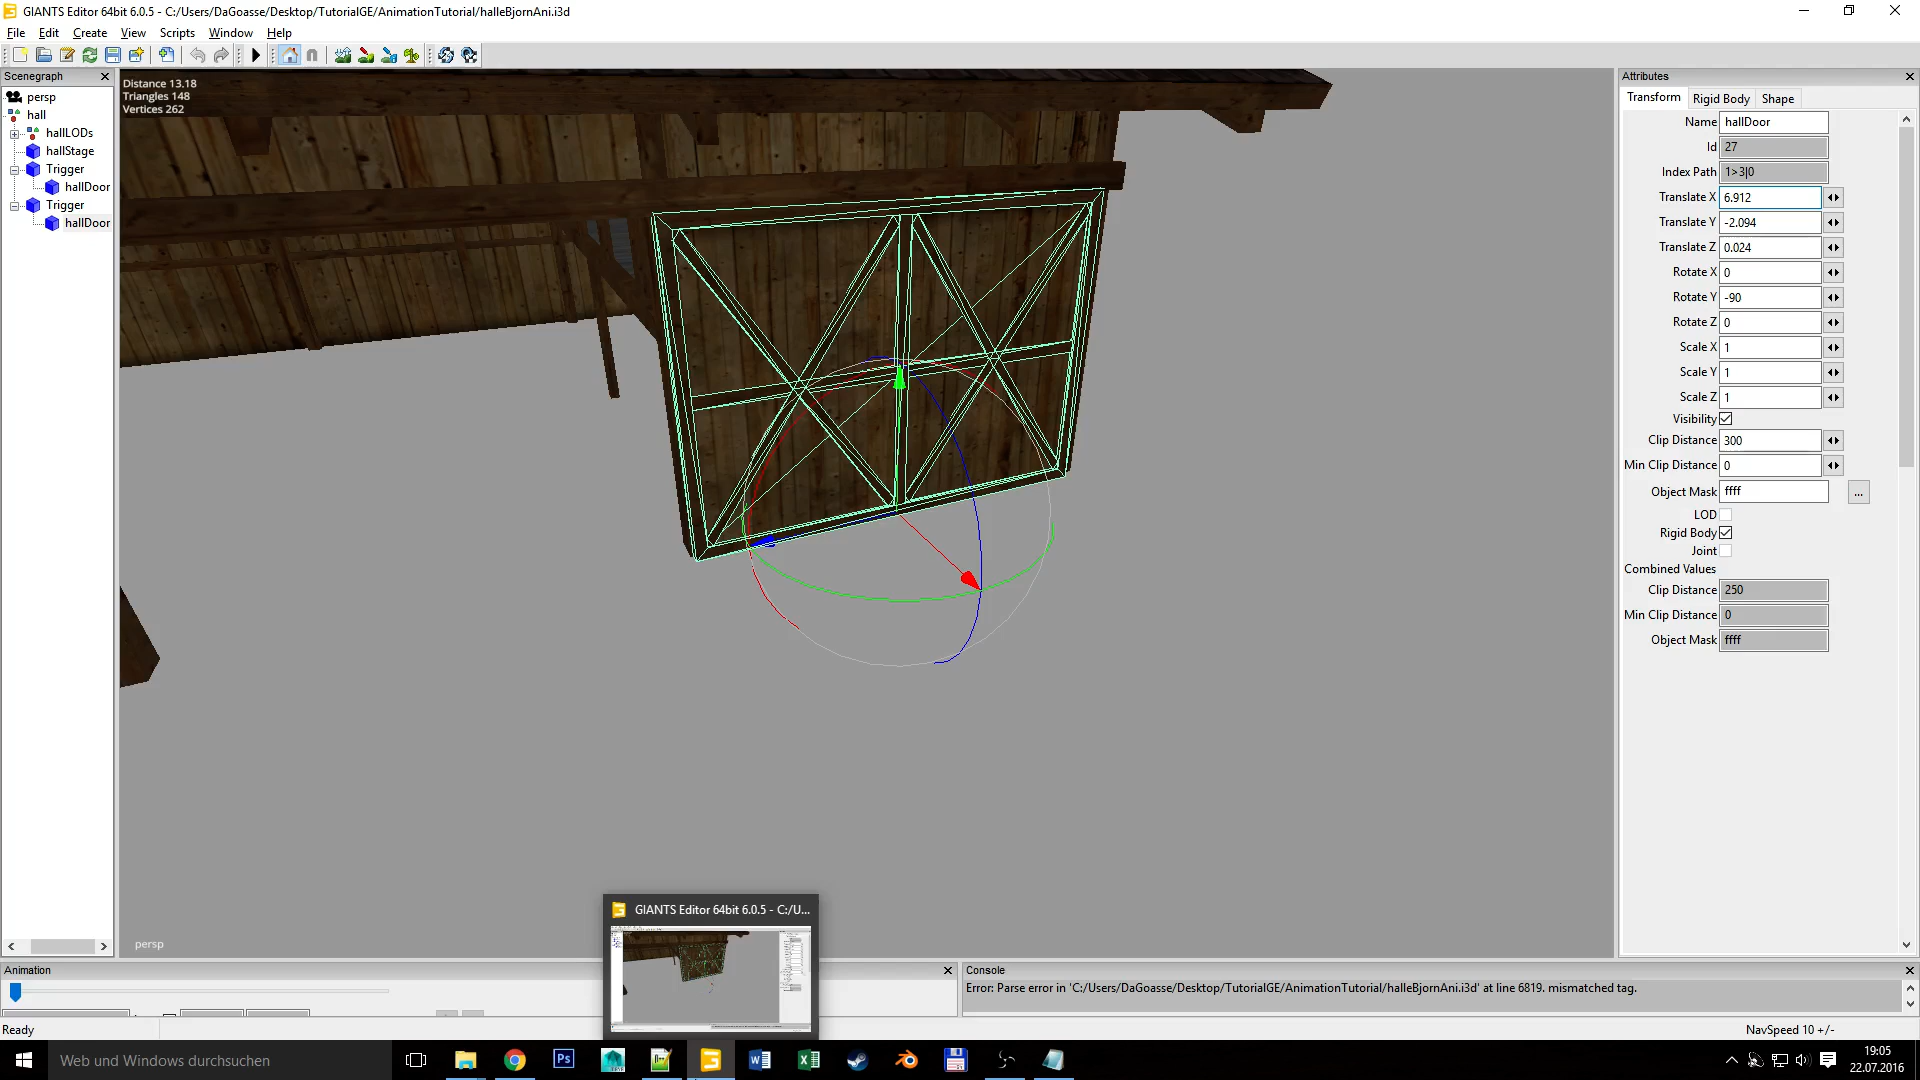 GIANTS Editor 64bit 6.0.5 - C:/Users/DaGoasse/Desktop/TutorialGE/AnimationTutorial/halleBjornAni.i3d
File Edit Create View Scripts Window Help
Scenegraph
persp
hall
hallLODs
hallStage
Trigger
hallDoor
Trigger
hallDoor
Distance 13.18
Triangles 148
Vertices 262
persp
Attributes
Transform Rigid Body Shape
Name hallDoor
Id 27
Index Path 1>3|0
Translate X 6.912
Translate Y -2.094
Translate Z 0.024
Rotate X 0
Rotate Y -90
Rotate Z 0
Scale X 1
Scale Y 1
Scale Z 1
Visibility
Clip Distance 300
Min Clip Distance 0
Object Mask ffff ...
LOD
Rigid Body
Joint
Combined Values
Clip Distance 250
Min Clip Distance 0
Object Mask ffff
GIANTS Editor 64bit 6.0.5 - C:/U...
Animation
Console
Error: Parse error in 'C:/Users/DaGoasse/Desktop/TutorialGE/AnimationTutorial/halleBjornAni.i3d' at line 6819. mismatched tag.
Ready
NavSpeed 10 +/-
Web und Windows durchsuchen
Ps
19:05
22.07.2016